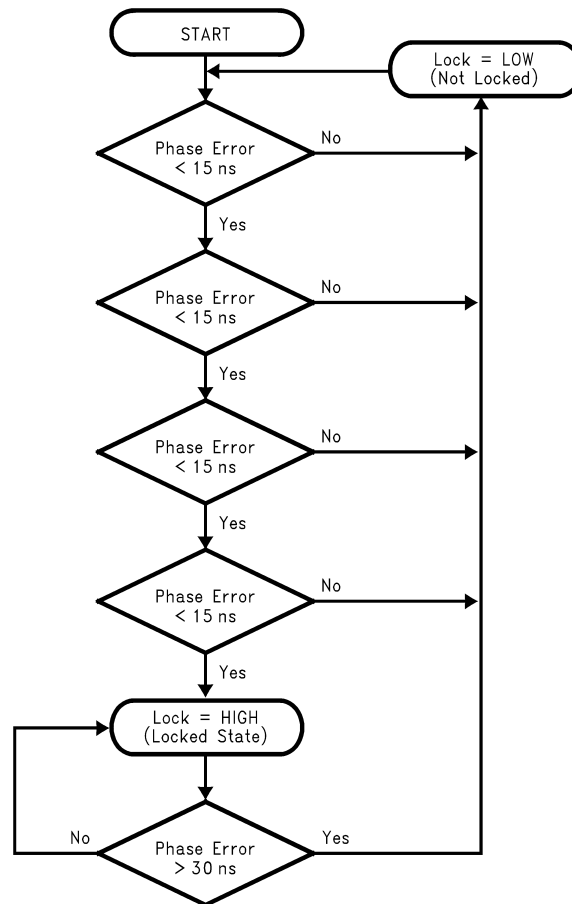 START
Lock = LOW
(Not Locked)
Phase Error
< 15 ns
No
Yes
Phase Error
< 15 ns
No
Yes
Phase Error
< 15 ns
No
Yes
Phase Error
< 15 ns
No
Yes
Lock = HIGH
(Locked State)
No
Phase Error
> 30 ns
Yes